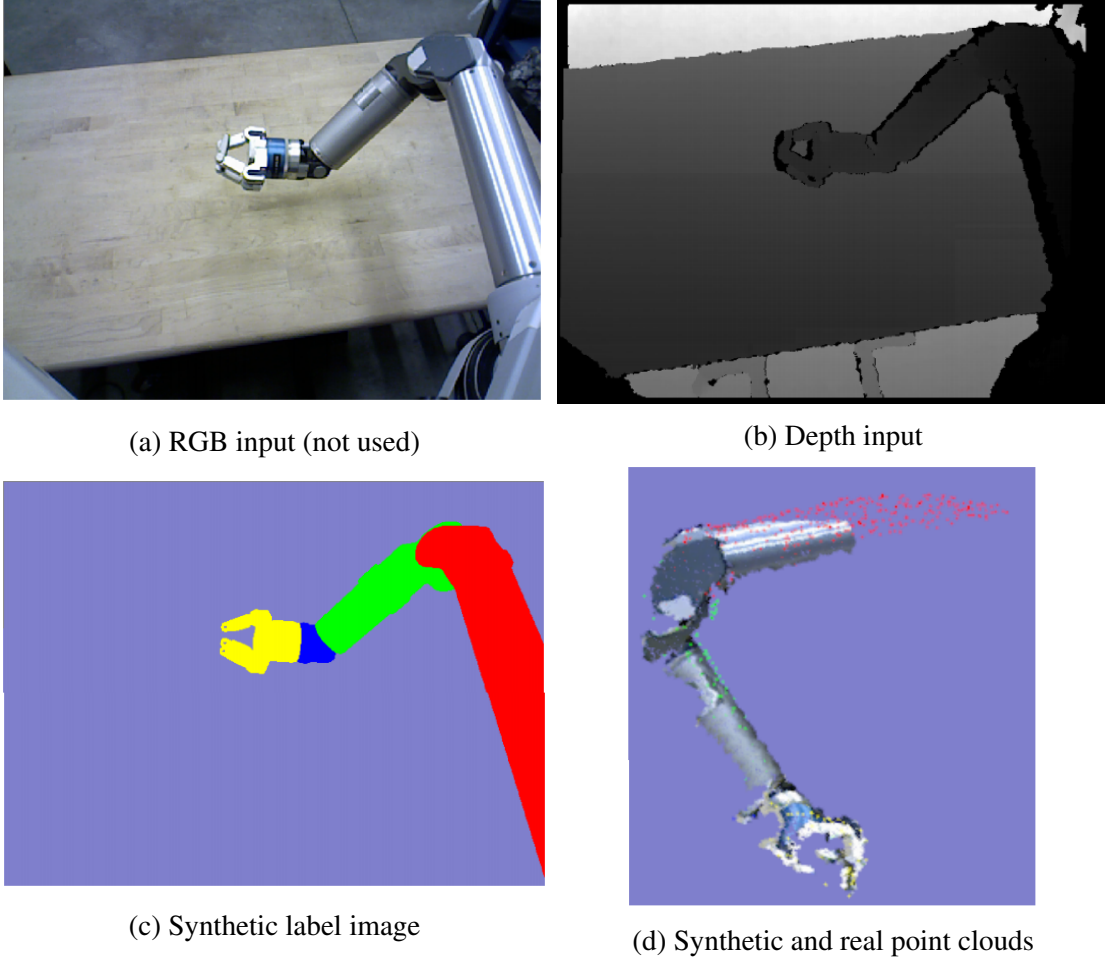 (a) RGB input (not used)
(b) Depth input
(c) Synthetic label image
(d) Synthetic and real point clouds